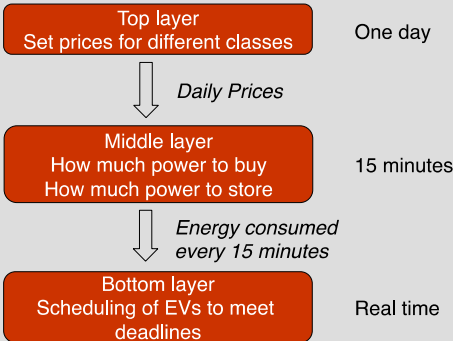 Top layer
Set prices for different classes
One day
Daily Prices
Middle layer
How much power to buy
How much power to store
15 minutes
Energy consumed
every 15 minutes
Bottom layer
Scheduling of EVs to meet
deadlines
Real time